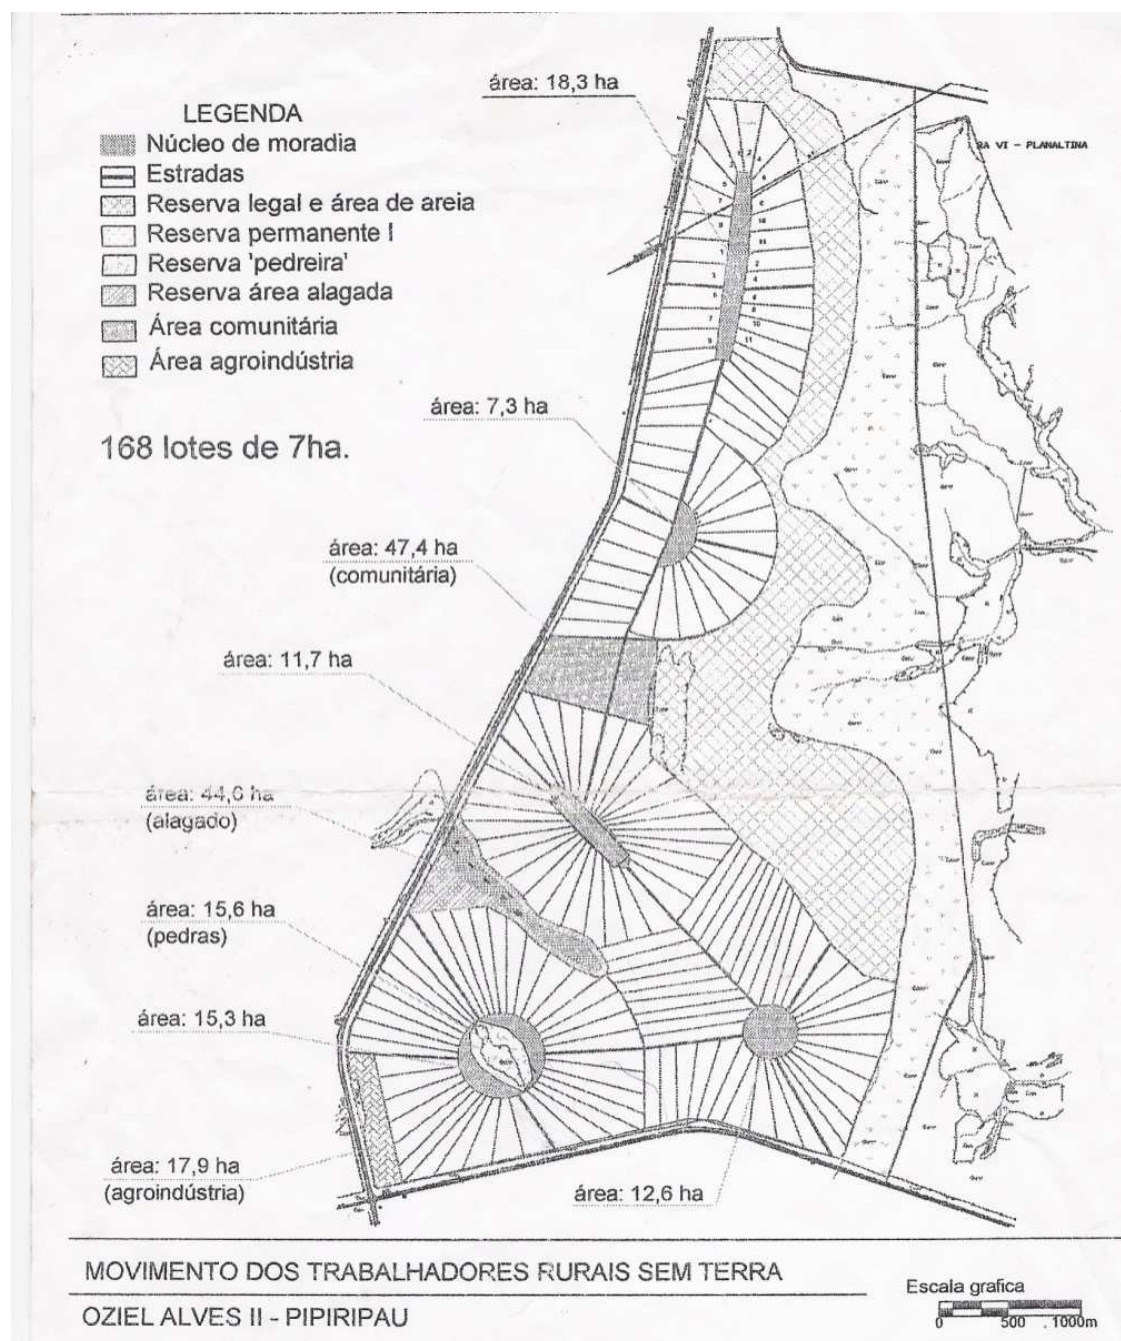 área: 18,3 ha
LEGENDA
Núcleo de moradia
Estradas
Reserva legal e área de areia
Reserva permanente I
Reserva 'pedreira'
Reserva área alagada
Área comunitária
Área agroindústria
RA VI - PLANALTINA
168 lotes de 7ha.
área: 7,3 ha
área: 47,4 ha
(comunitária)
área: 11,7 ha
área: 44,6 ha
(alagado)
área: 15,6 ha
(pedras)
área: 15,3 ha
área: 17,9 ha
(agroindústria)
área: 12,6 ha
MOVIMENTO DOS TRABALHADORES RURAIS SEM TERRA
OZIEL ALVES II - PIPIRIPAU
Escala grafica
0 500 1000m